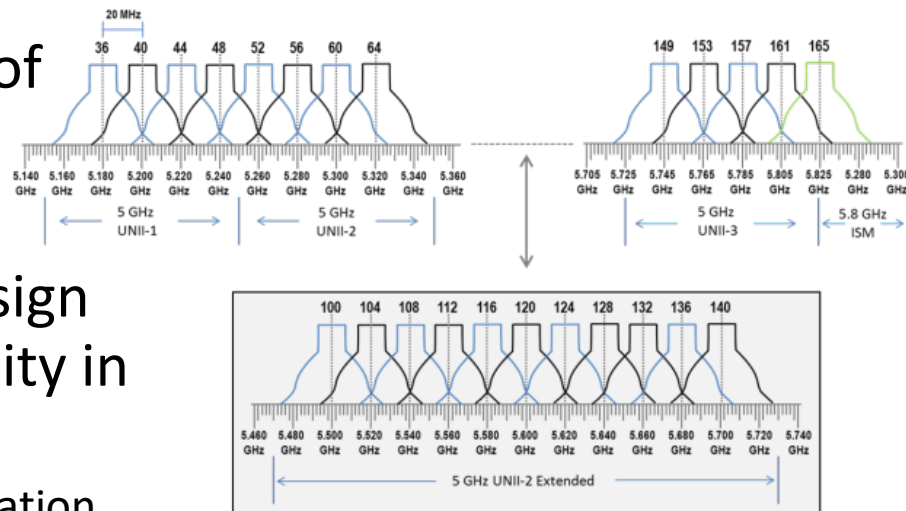 of
sign
ity in
ation
20 MHz
36 40 44 48 52 56 60 64
5.140 5.160 5.180 5.200 5.220 5.240 5.260 5.280 5.300 5.320 5.340 5.360
GHz GHz GHz GHz GHz GHz GHz GHz GHz GHz GHz GHz
5 GHz
UNII-1
5 GHz
UNII-2
149 153 157 161 165
5.705 5.725 5.745 5.765 5.785 5.805 5.825 5.280 5.300
GHz GHz GHz GHz GHz GHz GHz GHz GHz
5 GHz
UNII-3
5.8 GHz
ISM
100 104 108 112 116 120 124 128 132 136 140
5.460 5.480 5.500 5.520 5.540 5.560 5.580 5.600 5.620 5.640 5.660 5.680 5.700 5.720 5.740
GHz GHz GHz GHz GHz GHz GHz GHz GHz GHz GHz GHz GHz GHz GHz
5 GHz UNII-2 Extended